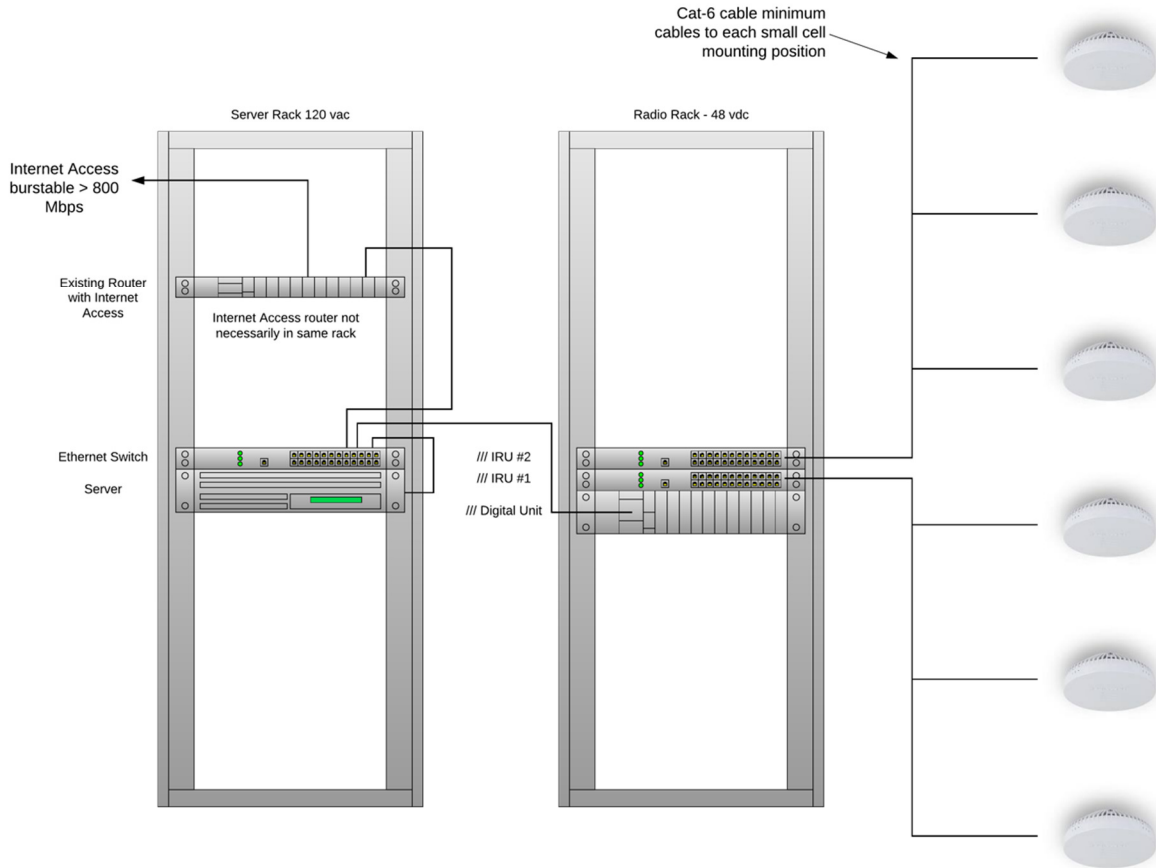 Cat-6 cable minimum
cables to each small cell
mounting position
Server Rack 120 vac
Radio Rack - 48 vdc
Internet Access
burstable > 800
Mbps
Existing Router
with Internet
Access
Internet Access router not
necessarily in same rack
Ethernet Switch
Server
/// IRU #2
/// IRU #1
/// Digital Unit